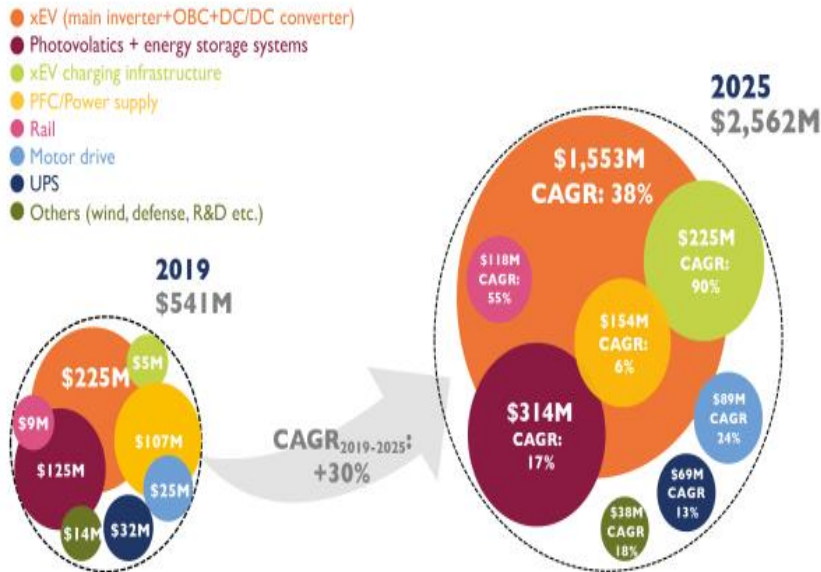 xEV (main inverter+OBC+DC/DC converter)
Photovolatics + energy storage systems
xEV charging infrastructure
PFC/Power supply
Rail
Motor drive
UPS
Others (wind, defense, R&D etc.)
2019
$541M
$225M
$5M
$9M
$107M
$125M
$25M
$14M
$32M
CAGR2019-2025:
+30%
2025
$2,562M
$1,553M
CAGR: 38%
$225M
CAGR:
90%
$118M
CAGR:
55%
$154M
CAGR:
6%
$314M
CAGR:
17%
$89M
CAGR
24%
$69M
CAGR
13%
$38M
CAGR
18%